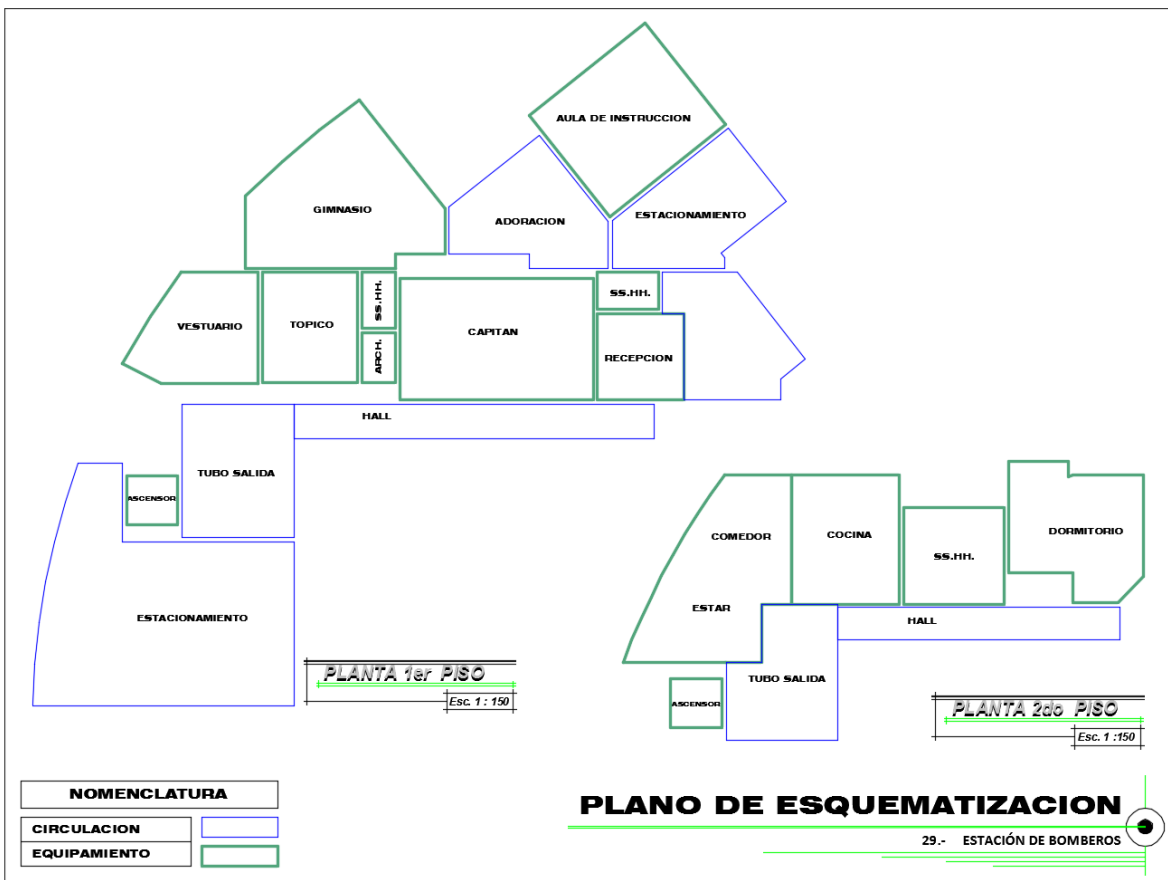 AULA DE INSTRUCCION
GIMNASIO
ADORACION
ESTACIONAMIENTO
VESTUARIO
TOPICO
SS.HH.
ARCH.
CAPITAN
SS.HH.
RECEPCION
HALL
TUBO SALIDA
ASCENSOR
ESTACIONAMIENTO
PLANTA 1er PISO
Esc. 1 : 150
COMEDOR
COCINA
SS.HH.
DORMITORIO
ESTAR
HALL
TUBO SALIDA
ASCENSOR
PLANTA 2do PISO
Esc. 1 :150
NOMENCLATURA
CIRCULACION
EQUIPAMIENTO
PLANO DE ESQUEMATIZACION
29.- ESTACIÓN DE BOMBEROS